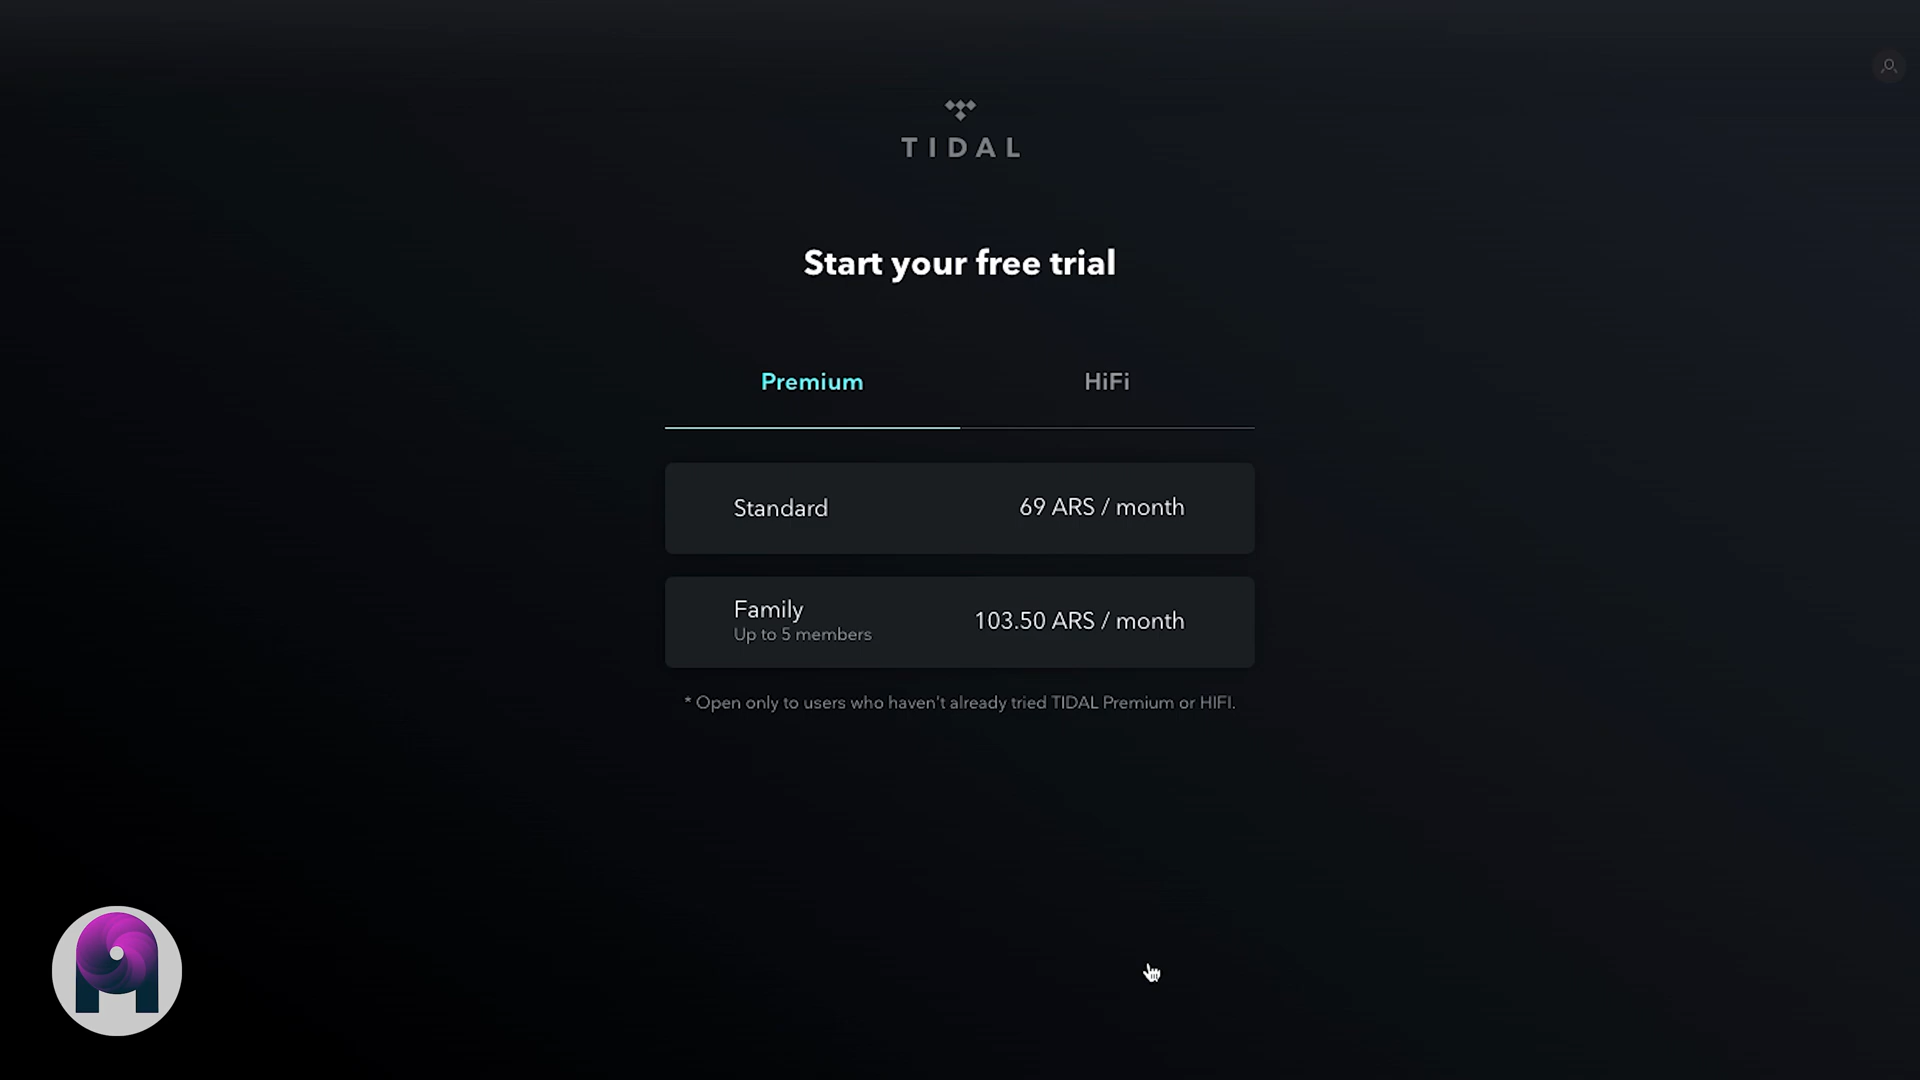 TIDAL
Start your free trial
Premium
HiFi
Standard
69 ARS / month
Family
Up to 5 members
103.50 ARS / month
* Open only to users who haven't already tried TIDAL Premium or HIFI.